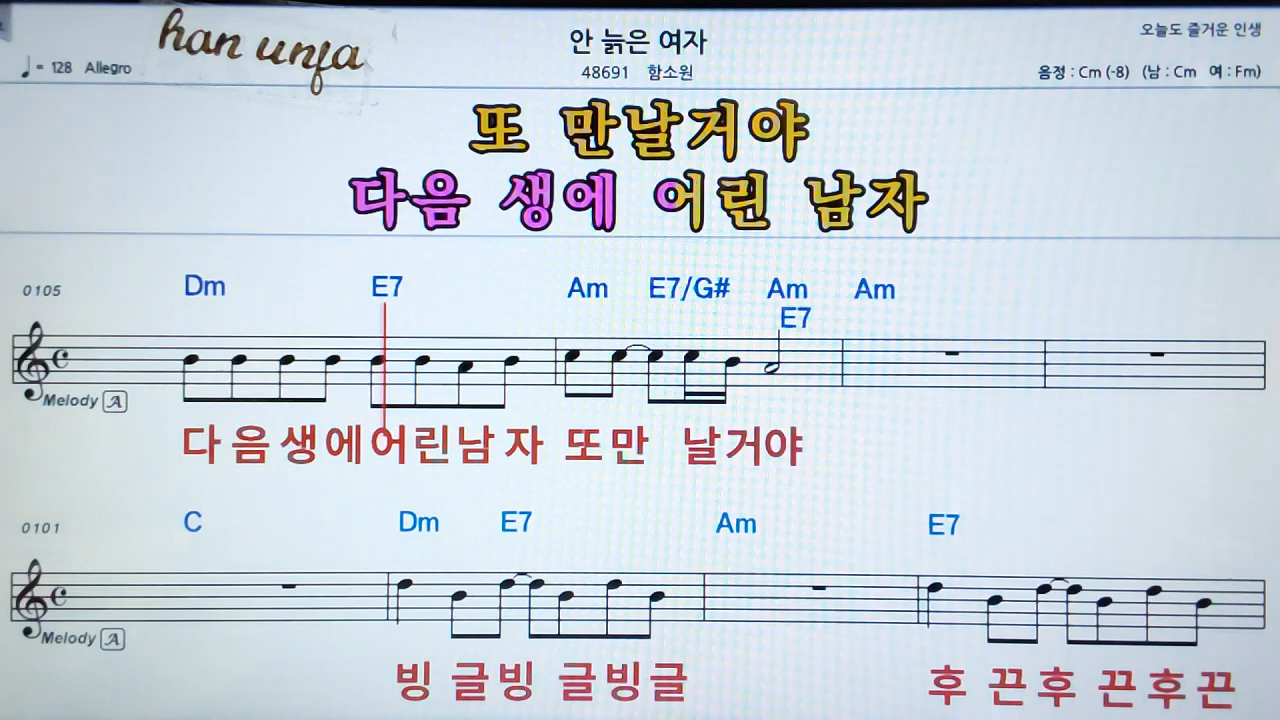 han unfa
안 늙은 여자
오늘도 즐거운 인생
♩= 128 Allegro
48691 함소원
음정 : Cm (-8) (남 : Cm 여 : Fm)
또 만날거야
다음 생에 어린 남자
0105 Dm E7 Am E7/G# Am Am
E7
Melody A
다음생에어린남자 또만 날거야
0101 C Dm E7 Am E7
Melody A
빙 글빙 글빙글 후 끈후 끈후끈